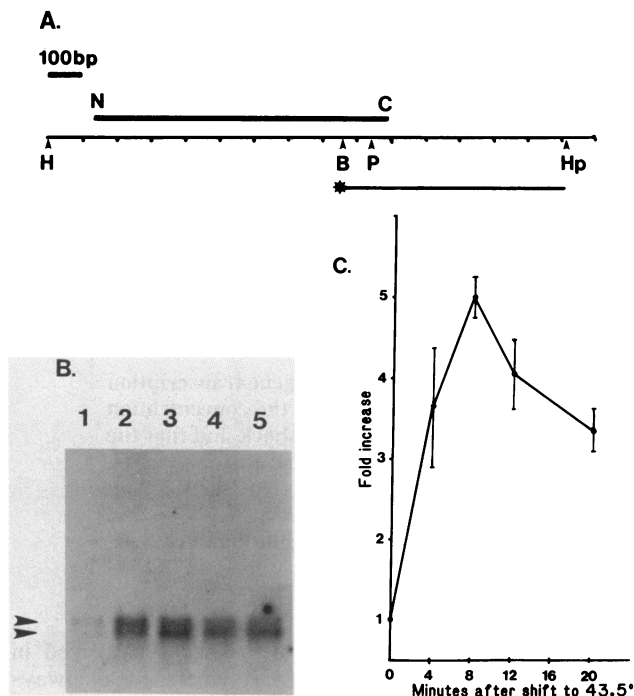 A.
100bp
N C
H B P Hp
C.
5
4
3
2
1
Fold increase
0 4 8 12 16 20
Minutes after shift to 43.5°
B.
1 2 3 4 5